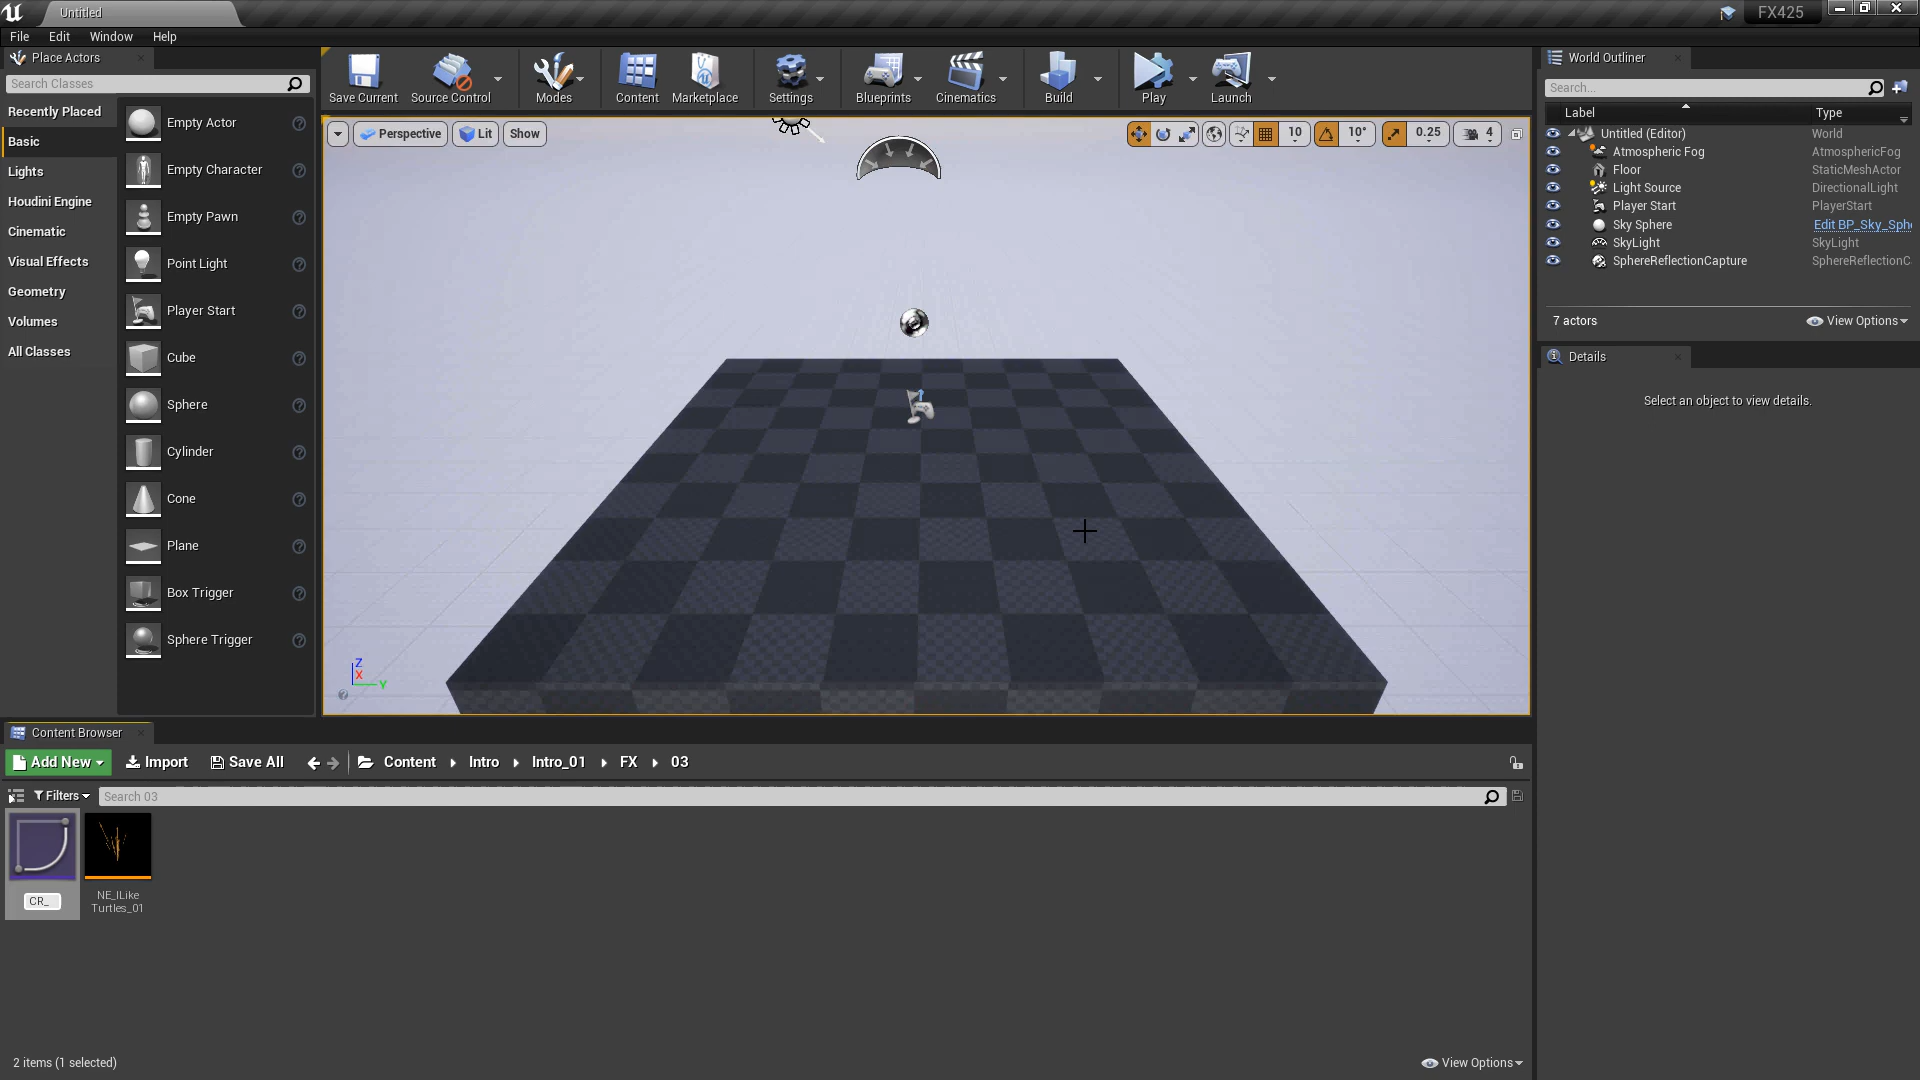 Untitled
FX425
File Edit Window Help
Place Actors
Search Classes
Recently Placed
Basic
Lights
Houdini Engine
Cinematic
Visual Effects
Geometry
Volumes
All Classes
Empty Actor
Empty Character
Empty Pawn
Point Light
Player Start
Cube
Sphere
Cylinder
Cone
Plane
Box Trigger
Sphere Trigger
Save Current Source Control Modes Content Marketplace Settings Blueprints Cinematics Build Play Launch
Perspective Lit Show 10 10° 0.25 4
Z
X
Y
World Outliner
Search...
Label Type
Untitled (Editor) World
Atmospheric Fog AtmosphericFog
Floor StaticMeshActor
Light Source DirectionalLight
Player Start PlayerStart
Sky Sphere Edit BP_Sky_Sph
SkyLight SkyLight
SphereReflectionCapture SphereReflectionC
7 actors View Options
Details
Select an object to view details.
Content Browser
Add New Import Save All Content Intro Intro_01 FX 03
Filters Search 03
CR_
NE_ILike
Turtles_01
2 items (1 selected) View Options